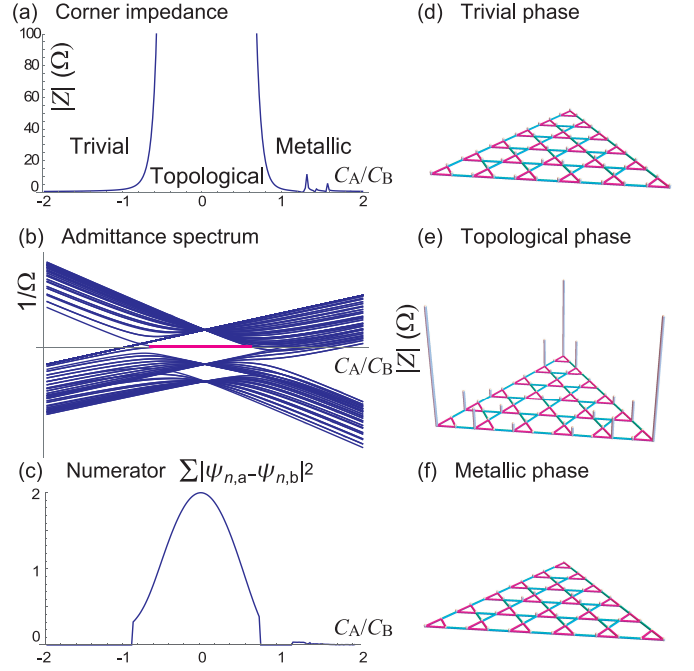 (a) Corner impedance
100
80
60
40
20
0
|Z| (Ω)
Trivial
Topological
Metallic
C_A/C_B
-2
-1
0
1
2
(b) Admittance spectrum
1/Ω
C_A/C_B
(c) Numerator ∑|ψ_{n,a}-ψ_{n,b}|²
2
1
0
C_A/C_B
-2
-1
0
1
2
(d) Trivial phase
(e) Topological phase
|Z| (Ω)
(f) Metallic phase